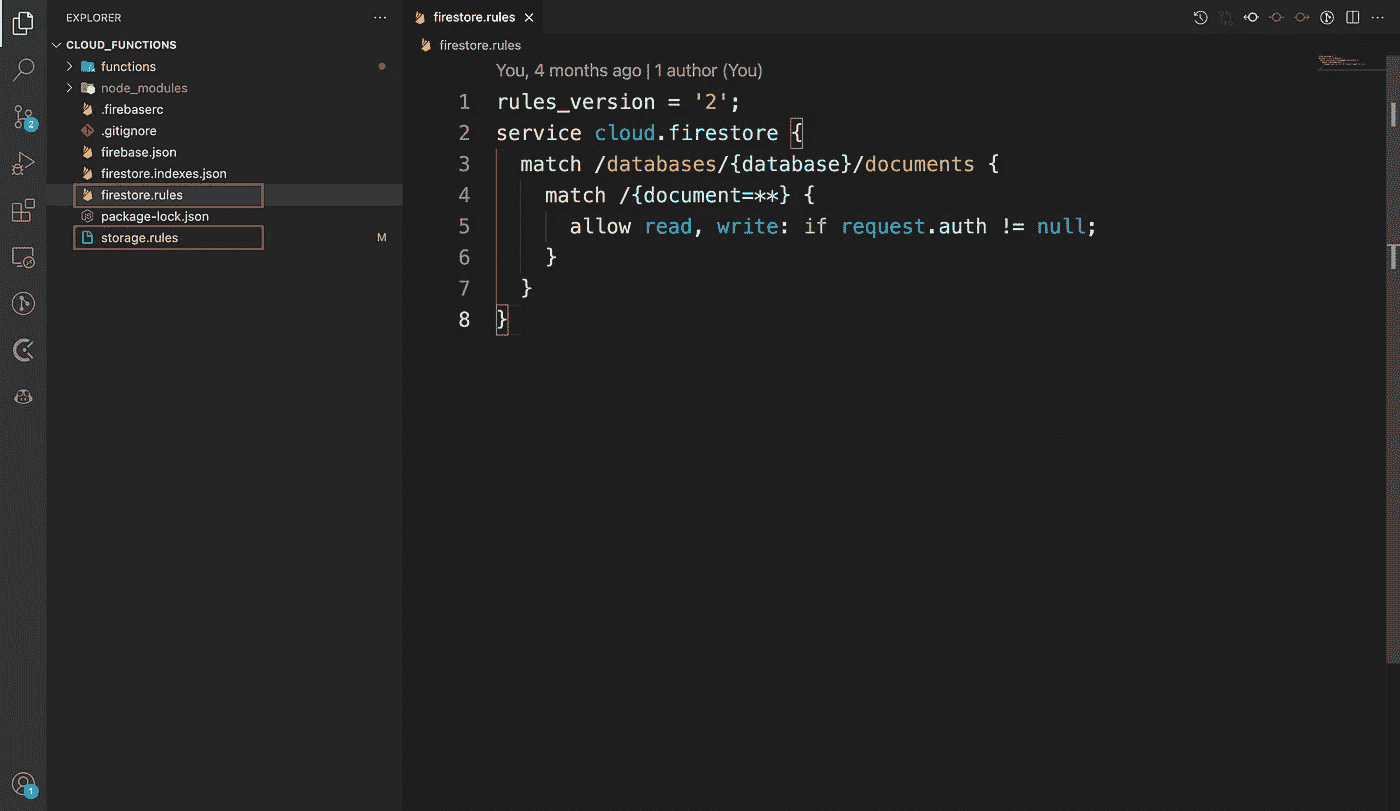 EXPLORER
CLOUD_FUNCTIONS
functions
node_modules
.firebaserc
.gitignore
firebase.json
firestore.indexes.json
firestore.rules
package-lock.json
storage.rules M
2
1
firestore.rules
firestore.rules
You, 4 months ago | 1 author (You)
1 rules_version = '2';
2 service cloud.firestore {
3 match /databases/{database}/documents {
4 match /{document=**} {
5 allow read, write: if request.auth != null;
6 }
7 }
8 }